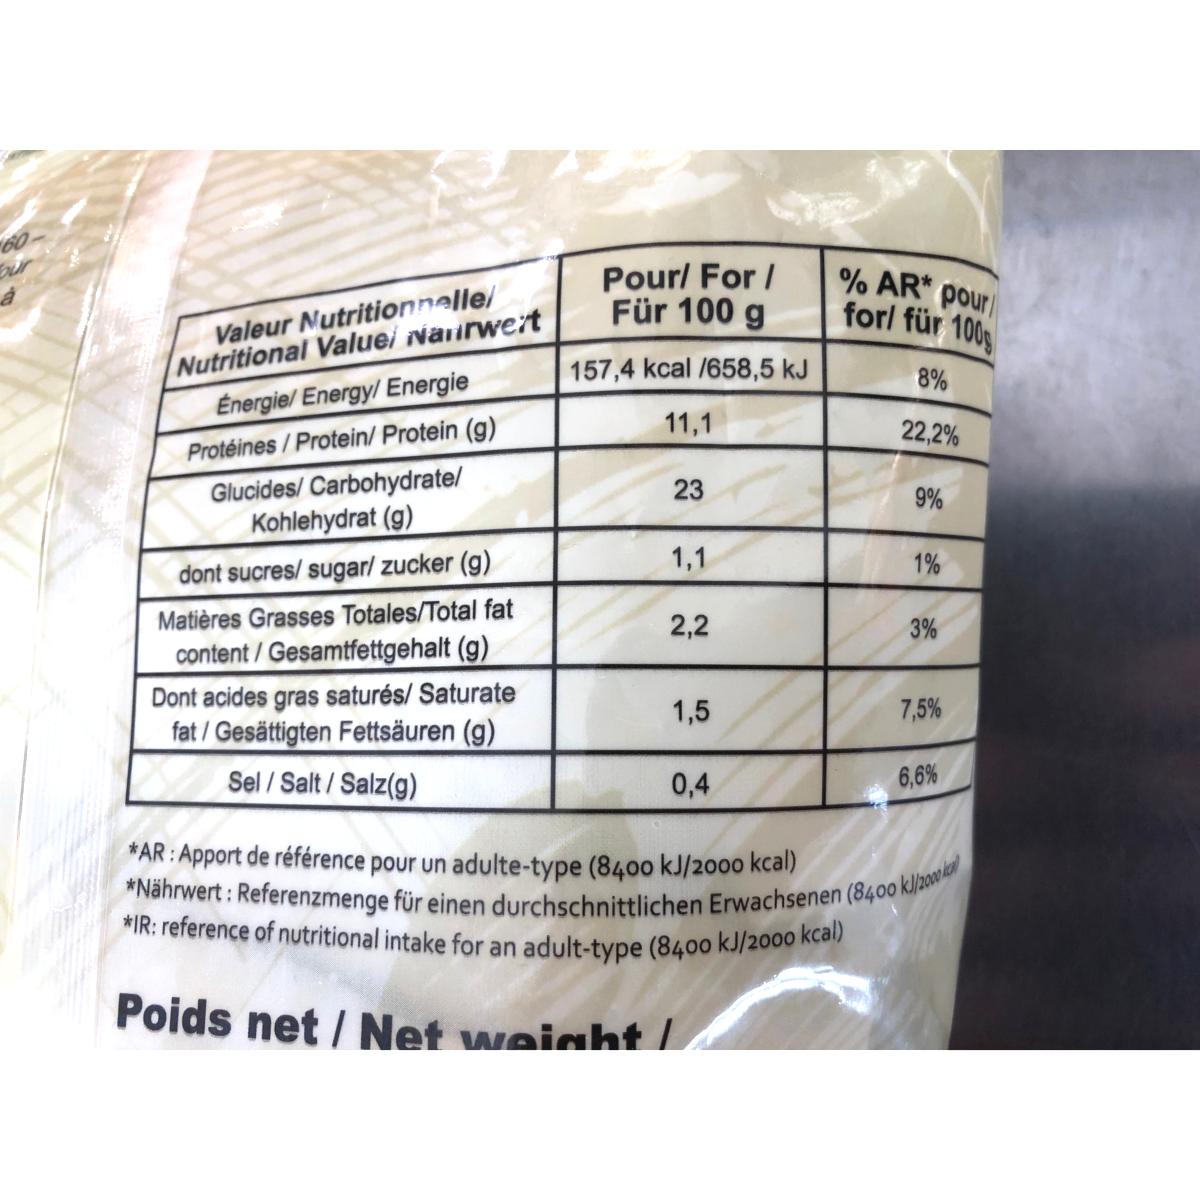 60 –
our
à
Valeur Nutritionnelle/
Nutritional Value/ Nährwert
Pour/ For /
Für 100 g
% AR* pour/
for/ für 100g
Énergie/ Energy/ Energie
157,4 kcal /658,5 kJ
8%
Protéines / Protein/ Protein (g)
11,1
22,2%
Glucides/ Carbohydrate/
Kohlehydrat (g)
23
9%
dont sucres/ sugar/ zucker (g)
1,1
1%
Matières Grasses Totales/Total fat
content / Gesamtfettgehalt (g)
2,2
3%
Dont acides gras saturés/ Saturate
fat / Gesättigten Fettsäuren (g)
1,5
7,5%
Sel / Salt / Salz(g)
0,4
6,6%
*AR : Apport de référence pour un adulte-type (8400 kJ/2000 kcal)
*Nährwert : Referenzmenge für einen durchschnittlichen Erwachsenen (8400 kJ/2000 kcal)
*IR: reference of nutritional intake for an adult-type (8400 kJ/2000 kcal)
Poids net / Net weight /